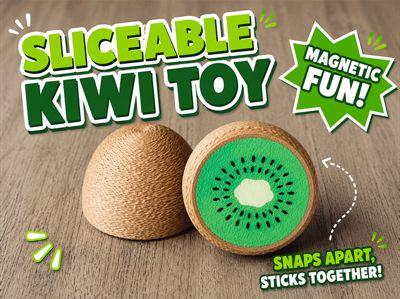 SLICEABLE
KIWI TOY
MAGNETIC
FUN!
SNAPS APART,
STICKS TOGETHER!